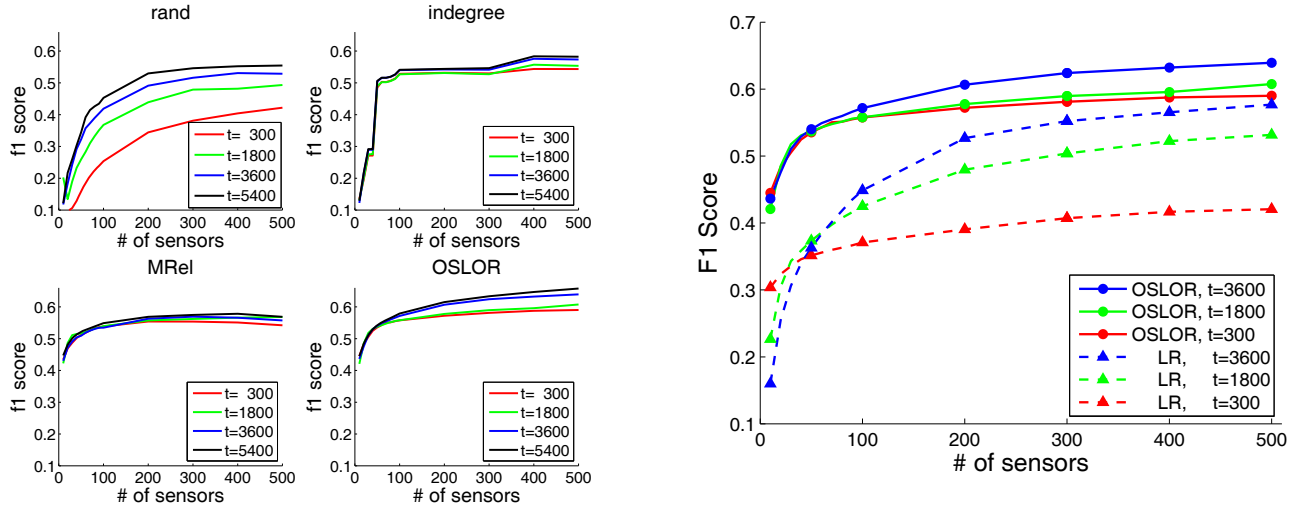 rand
f1 score
0.6
0.5
0.4
0.3
0.2
0.1
t= 300
t=1800
t=3600
t=5400
0 100 200 300 400 500
# of sensors
indegree
f1 score
0.6
0.5
0.4
0.3
0.2
0.1
t= 300
t=1800
t=3600
t=5400
0 100 200 300 400 500
# of sensors
MRel
f1 score
0.6
0.5
0.4
0.3
0.2
0.1
t= 300
t=1800
t=3600
t=5400
0 100 200 300 400 500
# of sensors
OSLOR
f1 score
0.6
0.5
0.4
0.3
0.2
0.1
t= 300
t=1800
t=3600
t=5400
0 100 200 300 400 500
# of sensors
F1 Score
0.7
0.6
0.5
0.4
0.3
0.2
0.1
OSLOR, t=3600
OSLOR, t=1800
OSLOR, t=300
LR, t=3600
LR, t=1800
LR, t=300
0 100 200 300 400 500
# of sensors